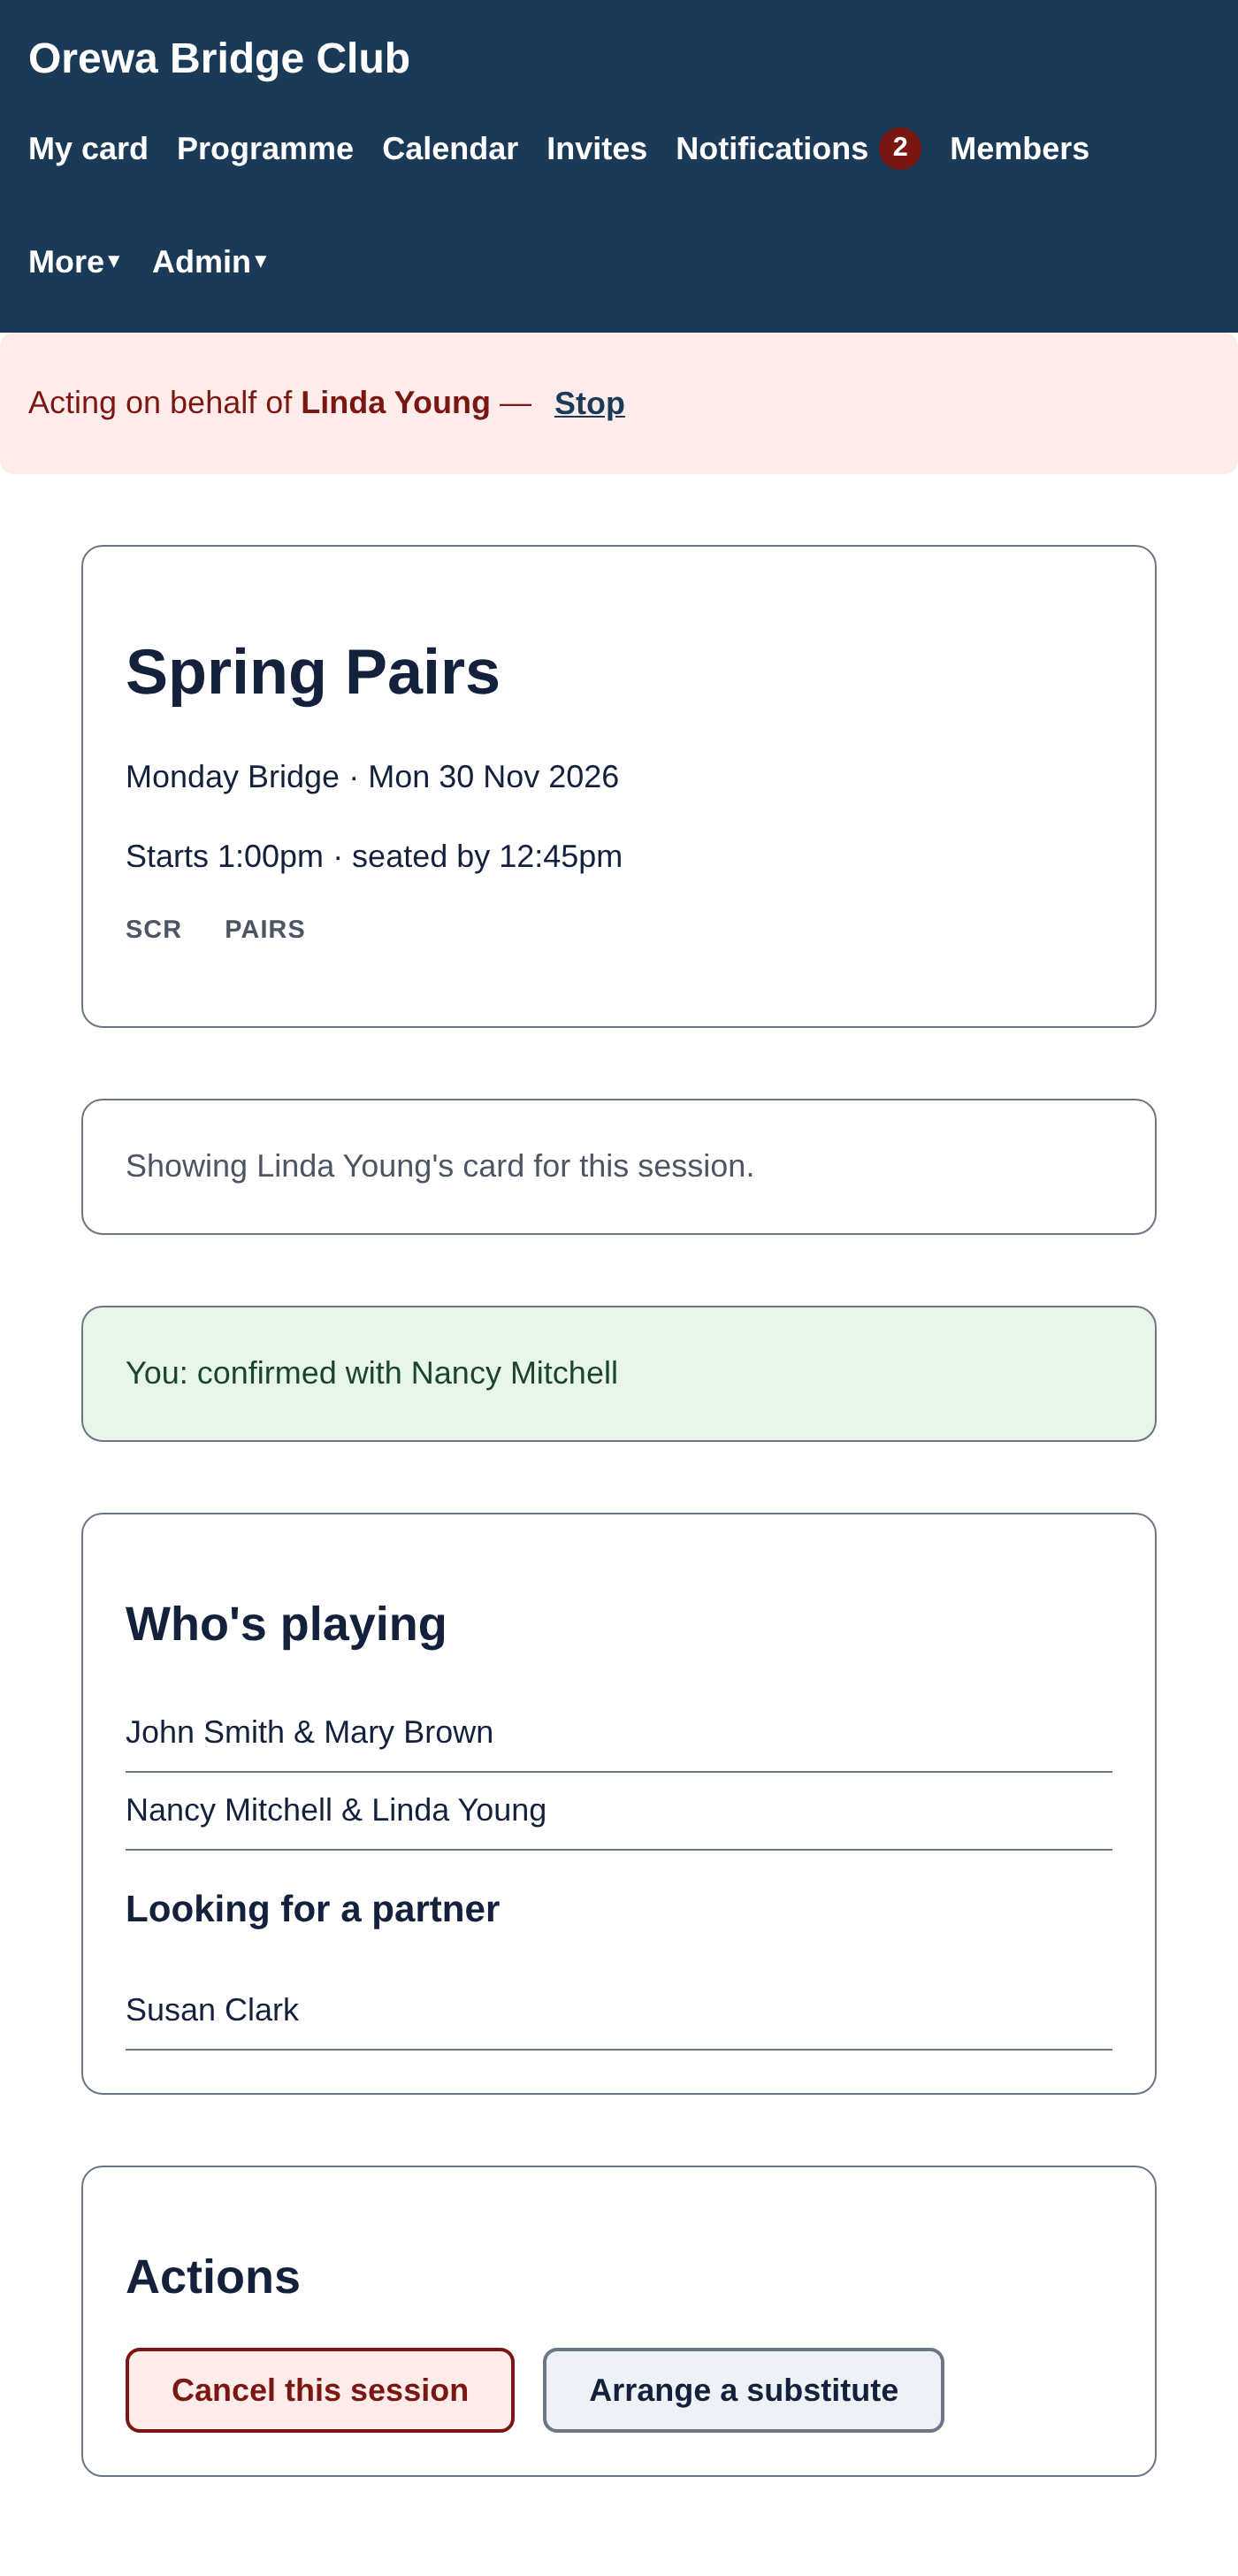 Orewa Bridge Club
My card Programme Calendar Invites Notifications 2 Members
More ▾ Admin ▾
Acting on behalf of Linda Young — Stop
Spring Pairs
Monday Bridge · Mon 30 Nov 2026
Starts 1:00pm · seated by 12:45pm
SCR PAIRS
Showing Linda Young's card for this session.
You: confirmed with Nancy Mitchell
Who's playing
John Smith & Mary Brown
Nancy Mitchell & Linda Young
Looking for a partner
Susan Clark
Actions
Cancel this session Arrange a substitute